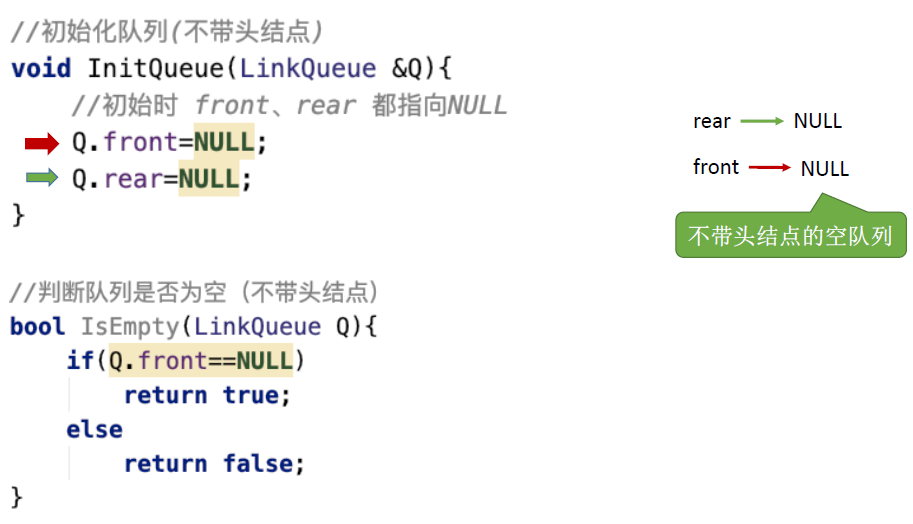 //初始化队列(不带头结点)
void InitQueue(LinkQueue &Q){
//初始时 front、rear 都指向NULL
Q.front=NULL;
Q.rear=NULL;
}
rear NULL
front NULL
不带头结点的空队列
//判断队列是否为空（不带头结点）
bool IsEmpty(LinkQueue Q){
if(Q.front==NULL)
return true;
else
return false;
}